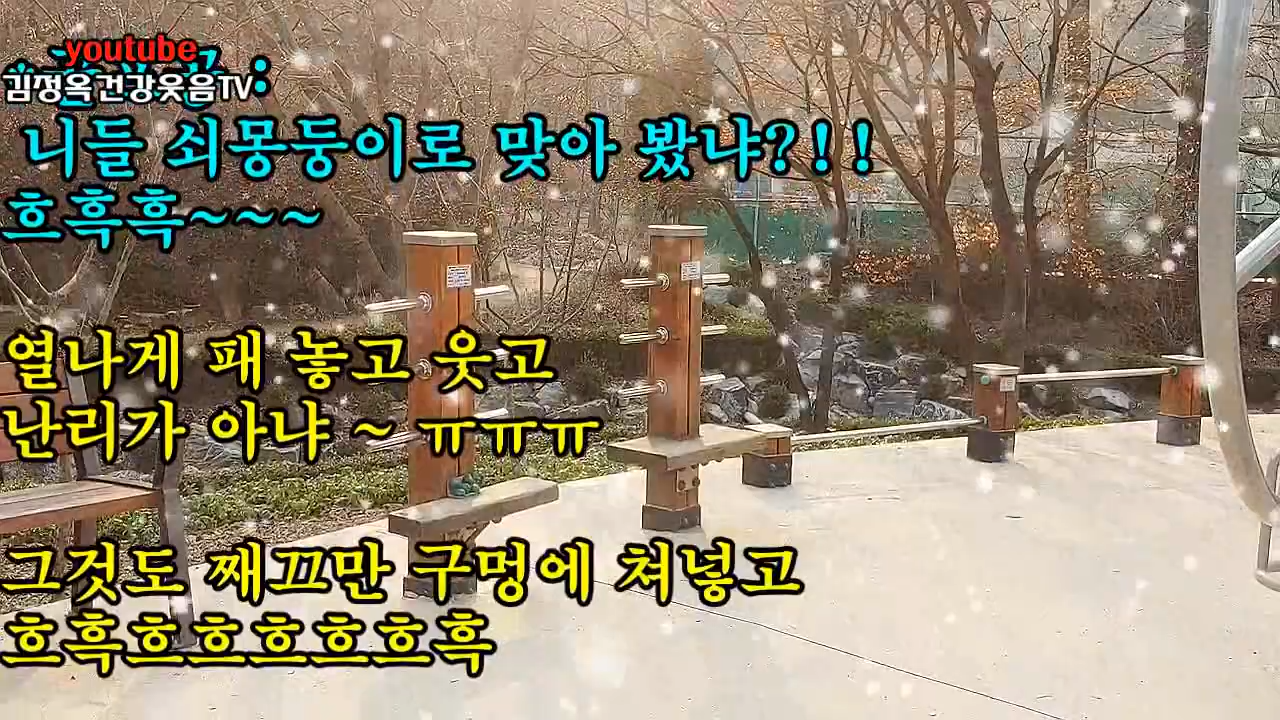 youtube
김정옥건강웃음TV
니들 쇠몽둥이로 맞아 봤냐?!!
흐흑흑~~~
열나게 패 놓고 웃고
난리가 아냐 ~ ㅠㅠㅠ
그것도 째끄만 구멍에 쳐넣고
흐흑흐흐흐흐흑